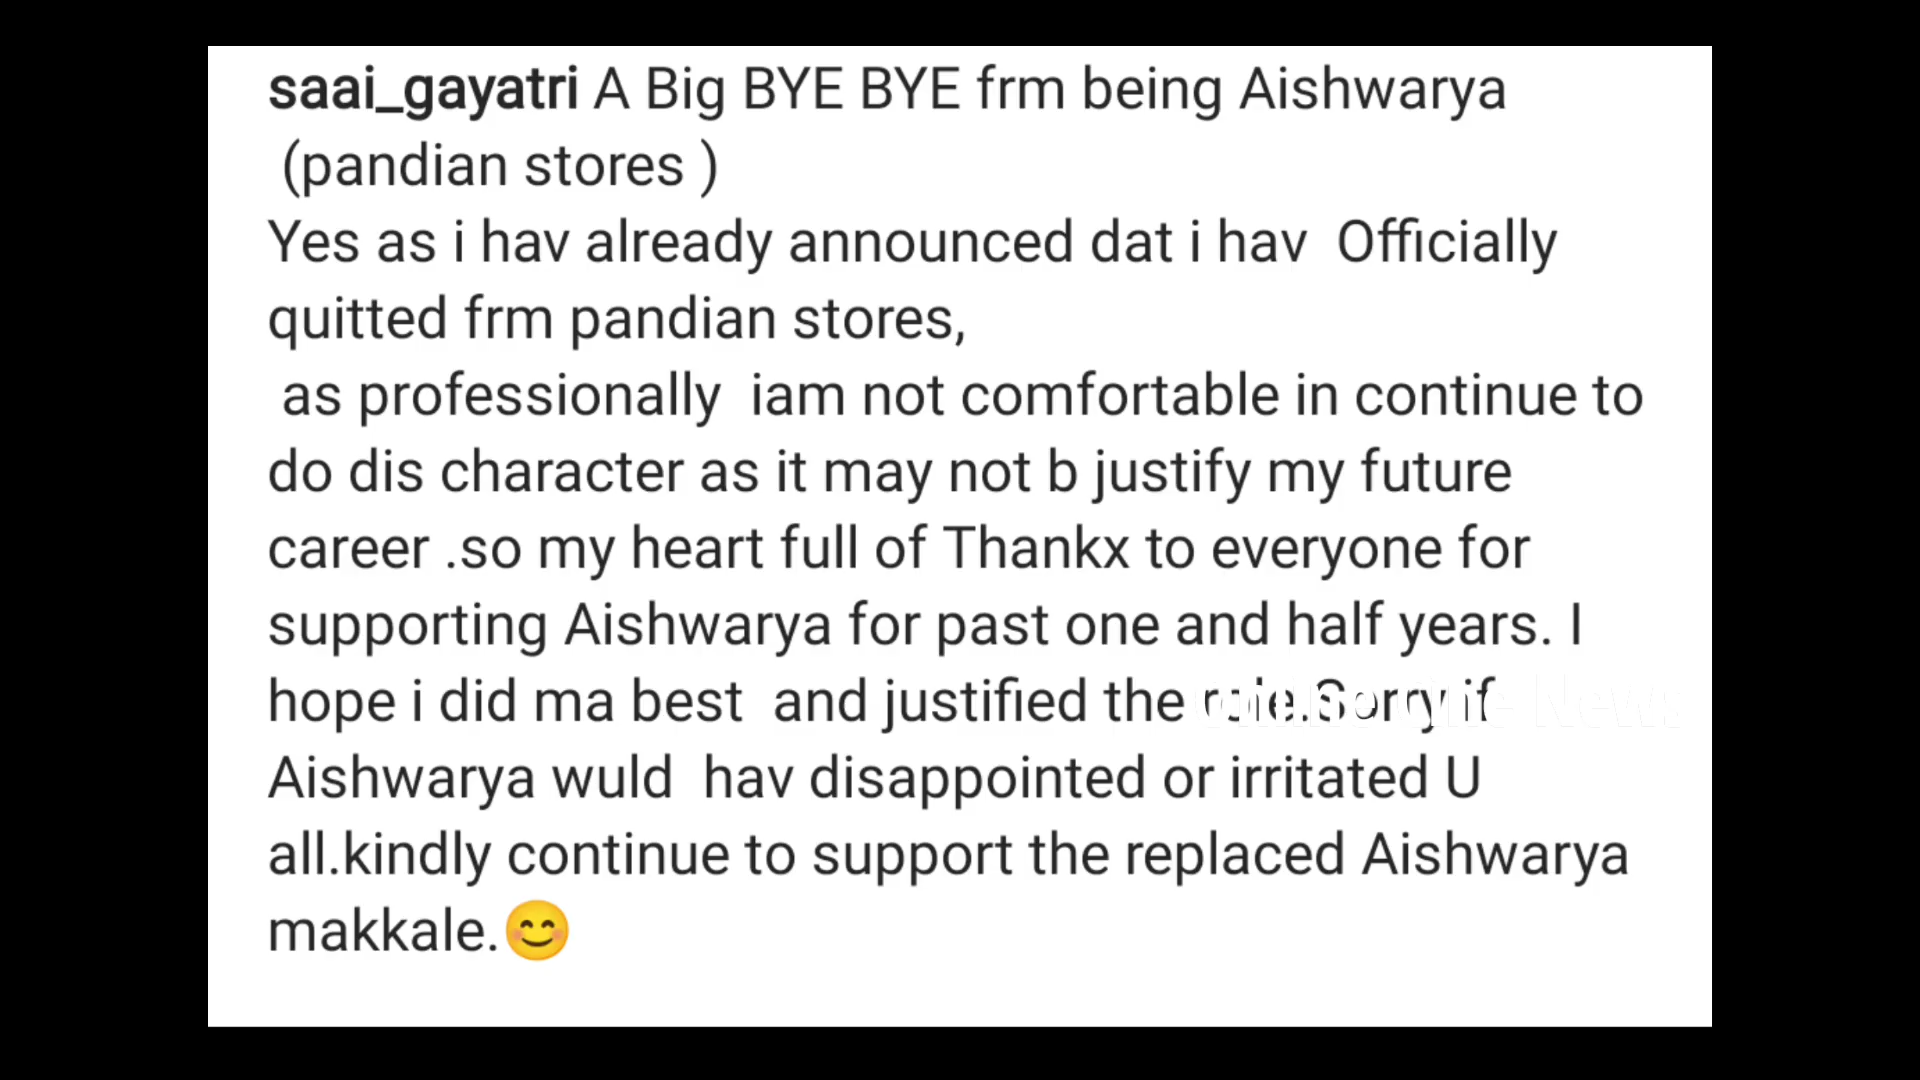 saai_gayatri A Big BYE BYE frm being Aishwarya
(pandian stores )
Yes as i hav already announced dat i hav Officially
quitted frm pandian stores,
as professionally iam not comfortable in continue to
do dis character as it may not b justify my future
career .so my heart full of Thankx to everyone for
supporting Aishwarya for past one and half years. I
hope i did ma best and justified the role.Sorry if
Aishwarya wuld hav disappointed or irritated U
all.kindly continue to support the replaced Aishwarya
makkale.😊